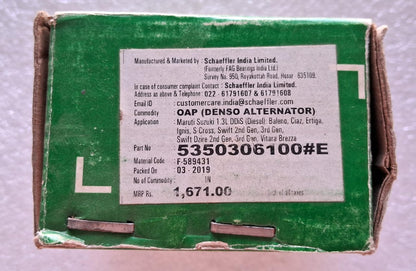 Manufactured & Marketed by : Schaeffler India Limited.
(Formerly FAG Bearings India Ltd.)
Survey No. 950, Royakottah Road, Hosur 635109.
In case of consumer complaint Contact : Schaeffler India Limited.
Address as above & Telephone : 022 - 61791607 & 61791608
Email ID : customercare.india@schaeffler.com
Commodity OAP (DENSO ALTERNATOR)
Application : Maruti Suzuki 1.3L DDiS (Diesel) Baleno, Ciaz, Ertiga,
Ignis, S Cross, Swift 2nd Gen, 3rd Gen,
Swift Dzire 2nd Gen, 3rd Gen, Vitara Brezza
Part No 5350306100#E
Material Code : F-589431
Packed On : 03 - 2019
No of Commodity : 1N
MRP Rs. : 1,671.00 Incl. of all taxes